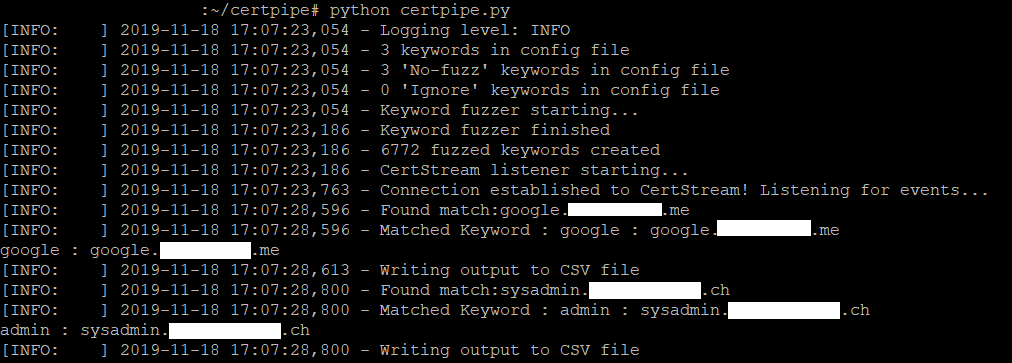 :~/certpipe# python certpipe.py
[INFO:    ] 2019-11-18 17:07:23,054 - Logging level: INFO
[INFO:    ] 2019-11-18 17:07:23,054 - 3 keywords in config file
[INFO:    ] 2019-11-18 17:07:23,054 - 3 'No-fuzz' keywords in config file
[INFO:    ] 2019-11-18 17:07:23,054 - 0 'Ignore' keywords in config file
[INFO:    ] 2019-11-18 17:07:23,054 - Keyword fuzzer starting...
[INFO:    ] 2019-11-18 17:07:23,186 - Keyword fuzzer finished
[INFO:    ] 2019-11-18 17:07:23,186 - 6772 fuzzed keywords created
[INFO:    ] 2019-11-18 17:07:23,186 - CertStream listener starting...
[INFO:    ] 2019-11-18 17:07:23,763 - Connection established to CertStream! Listening for events...
[INFO:    ] 2019-11-18 17:07:28,596 - Found match:google. .me
[INFO:    ] 2019-11-18 17:07:28,596 - Matched Keyword : google : google. .me
google : google. .me
[INFO:    ] 2019-11-18 17:07:28,613 - Writing output to CSV file
[INFO:    ] 2019-11-18 17:07:28,800 - Found match:sysadmin. .ch
[INFO:    ] 2019-11-18 17:07:28,800 - Matched Keyword : admin : sysadmin. .ch
admin : sysadmin. .ch
[INFO:    ] 2019-11-18 17:07:28,800 - Writing output to CSV file